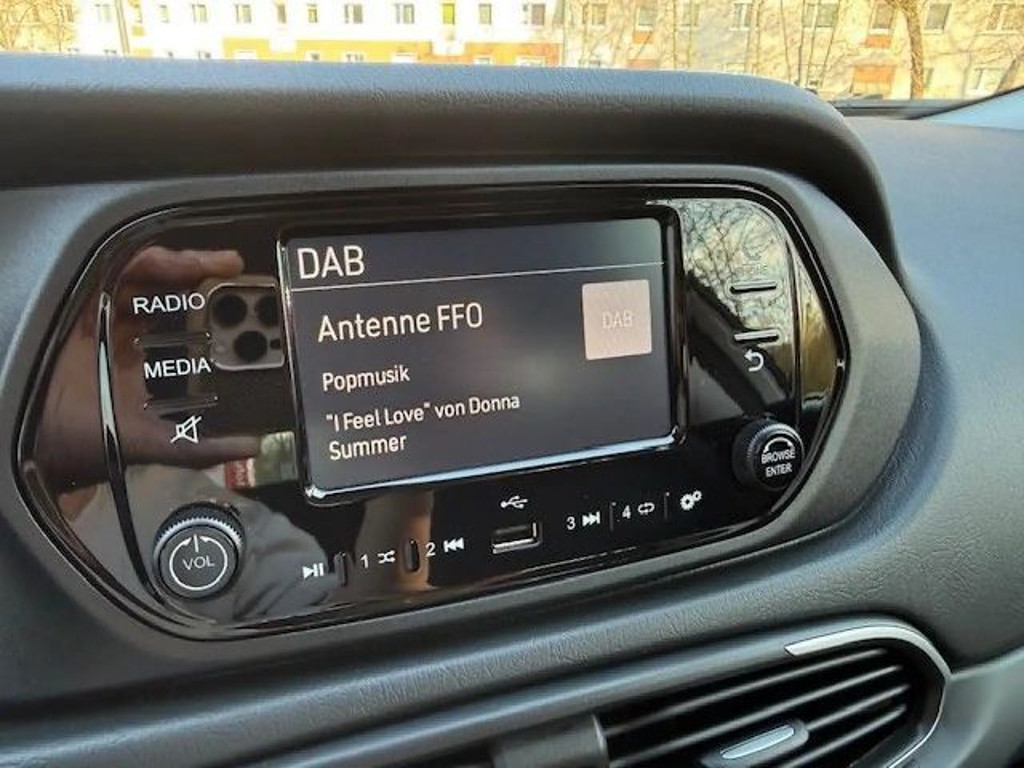 DAB
RADIO
Antenne FFO
DAB
MEDIA
Popmusik
"I Feel Love" von Donna
Summer
BROWSE
ENTER
VOL
1
2
3
4